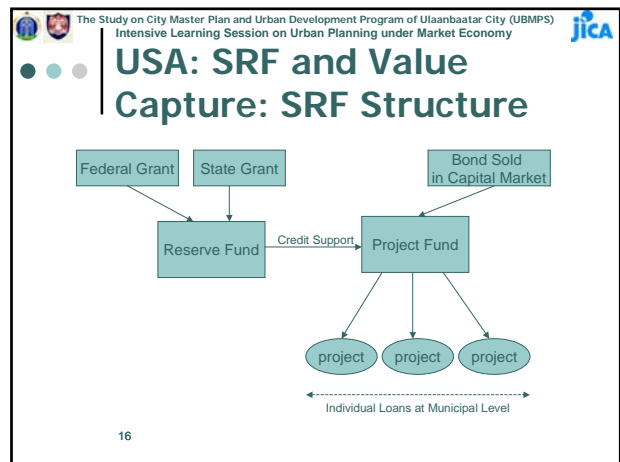 The Study on City Master Plan and Urban Development Program of Ulaanbaatar City (UBMPS)
Intensive Learning Session on Urban Planning under Market Economy
jICA
USA: SRF and Value
Capture: SRF Structure
Federal Grant
State Grant
Bond Sold
in Capital Market
Reserve Fund
Credit Support
Project Fund
project
project
project
Individual Loans at Municipal Level
16